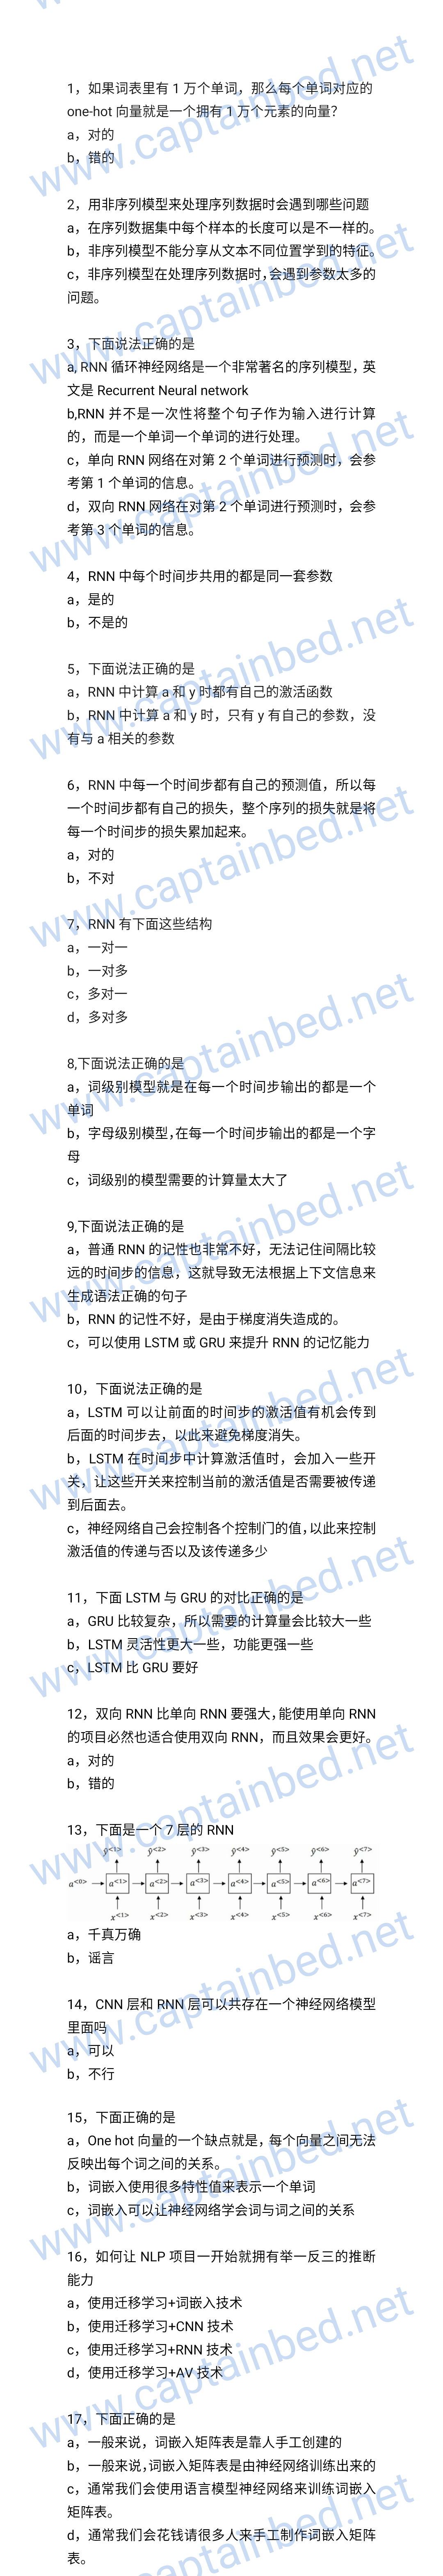 1，如果词表里有 1 万个单词，那么每个单词对应的
one-hot 向量就是一个拥有 1 万个元素的向量？
a，对的
b，错的
2，用非序列模型来处理序列数据时会遇到哪些问题
a，在序列数据集中每个样本的长度可以是不一样的。
b，非序列模型不能分享从文本不同位置学到的特征。
c，非序列模型在处理序列数据时，会遇到参数太多的
问题。
3，下面说法正确的是
a, RNN 循环神经网络是一个非常著名的序列模型，英
文是 Recurrent Neural network
b,RNN 并不是一次性将整个句子作为输入进行计算
的，而是一个单词一个单词的进行处理。
c，单向 RNN 网络在对第 2 个单词进行预测时，会参
考第 1 个单词的信息。
d，双向 RNN 网络在对第 2 个单词进行预测时，会参
考第 3 个单词的信息。
4，RNN 中每个时间步共用的都是同一套参数
a，是的
b，不是的
5，下面说法正确的是
a，RNN 中计算 a 和 y 时都有自己的激活函数
b，RNN 中计算 a 和 y 时，只有 y 有自己的参数，没
有与 a 相关的参数
6，RNN 中每一个时间步都有自己的预测值，所以每
一个时间步都有自己的损失，整个序列的损失就是将
每一个时间步的损失累加起来。
a，对的
b，不对
7，RNN 有下面这些结构
a，一对一
b，一对多
c，多对一
d，多对多
8,下面说法正确的是
a，词级别模型就是在每一个时间步输出的都是一个
单词
b，字母级别模型，在每一个时间步输出的都是一个字
母
c，词级别的模型需要的计算量太大了
9,下面说法正确的是
a，普通 RNN 的记性也非常不好，无法记住间隔比较
远的时间步的信息，这就导致无法根据上下文信息来
生成语法正确的句子
b，RNN 的记性不好，是由于梯度消失造成的。
c，可以使用 LSTM 或 GRU 来提升 RNN 的记忆能力
10，下面说法正确的是
a，LSTM 可以让前面的时间步的激活值有机会传到
后面的时间步去，以此来避免梯度消失。
b，LSTM 在时间步中计算激活值时，会加入一些开
关，让这些开关来控制当前的激活值是否需要被传递
到后面去。
c，神经网络自己会控制各个控制门的值，以此来控制
激活值的传递与否以及该传递多少
11，下面 LSTM 与 GRU 的对比正确的是
a，GRU 比较复杂，所以需要的计算量会比较大一些
b，LSTM 灵活性更大一些，功能更强一些
c，LSTM 比 GRU 要好
12，双向 RNN 比单向 RNN 要强大，能使用单向 RNN
的项目必然也适合使用双向 RNN，而且效果会更好。
a，对的
b，错的
13，下面是一个 7 层的 RNN
ŷ<1> ŷ<2> ŷ<3> ŷ<4> ŷ<5> ŷ<6> ŷ<7>
a<0> a<1> a<2> a<3> a<4> a<5> a<6> a<7>
x<1> x<2> x<3> x<4> x<5> x<6> x<7>
a，千真万确
b，谣言
14，CNN 层和 RNN 层可以共存在一个神经网络模型
里面吗
a，可以
b，不行
15，下面正确的是
a，One hot 向量的一个缺点就是，每个向量之间无法
反映出每个词之间的关系。
b，词嵌入使用很多特性值来表示一个单词
c，词嵌入可以让神经网络学会词与词之间的关系
16，如何让 NLP 项目一开始就拥有举一反三的推断
能力
a，使用迁移学习+词嵌入技术
b，使用迁移学习+CNN 技术
c，使用迁移学习+RNN 技术
d，使用迁移学习+AV 技术
17，下面正确的是
a，一般来说，词嵌入矩阵表是靠人手工创建的
b，一般来说，词嵌入矩阵表是由神经网络训练出来的
c，通常我们会使用语言模型神经网络来训练词嵌入
矩阵表。
d，通常我们会花钱请很多人来手工制作词嵌入矩阵
表。
www.captainbed.net
www.captainbed.net
www.captainbed.net
www.captainbed.net
www.captainbed.net
www.captainbed.net
www.captainbed.net
www.captainbed.net
www.captainbed.net
www.captainbed.net
www.captainbed.net
www.captainbed.net
www.captainbed.net